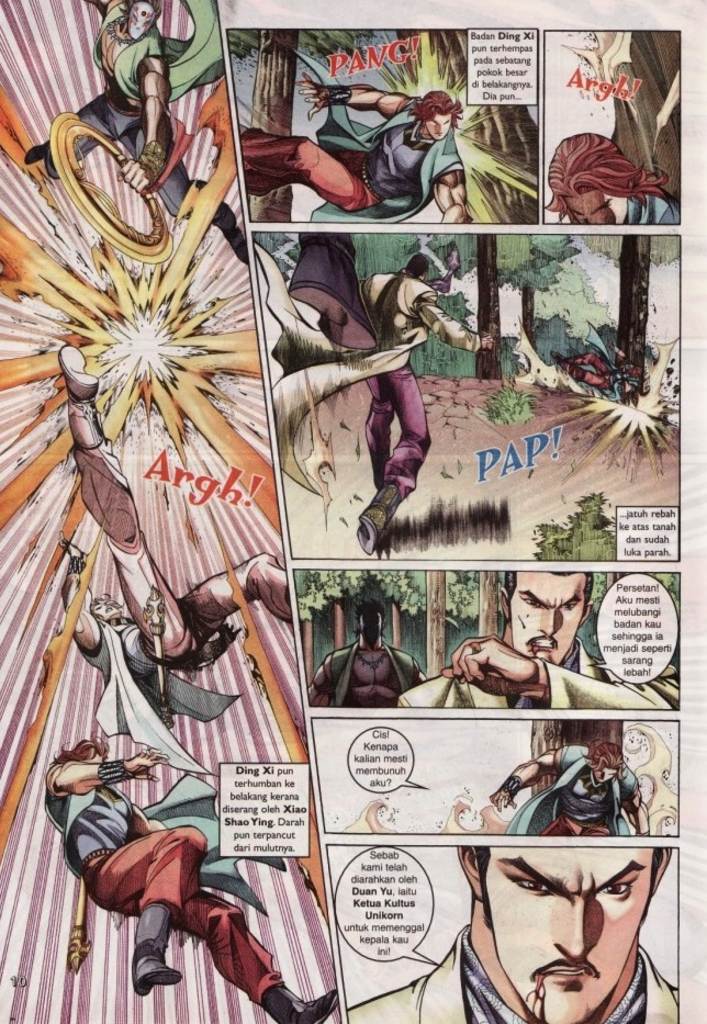 Argh!
Ding Xi pun
terhumban ke
belakang kerana
diserang oleh Xiao
Shao Ying. Darah
pun terpancut
dari mulutnya.
PANG!
Badan Ding Xi
pun terhempas
pada sebatang
pokok besar
di belakangnya.
Dia pun...
Argh!
PAP!
...jatuh rebah
ke atas tanah
dan sudah
luka parah.
Persetan!
Aku mesti
melubangi
badan kau
sehingga ia
menjadi seperti
sarang
lebah!
Cis!
Kenapa
kalian mesti
membunuh
aku?
Sebab
kami telah
diarahkan oleh
Duan Yu, iaitu
Ketua Kultus
Unikorn
untuk memenggal
kepala kau
ini!
10